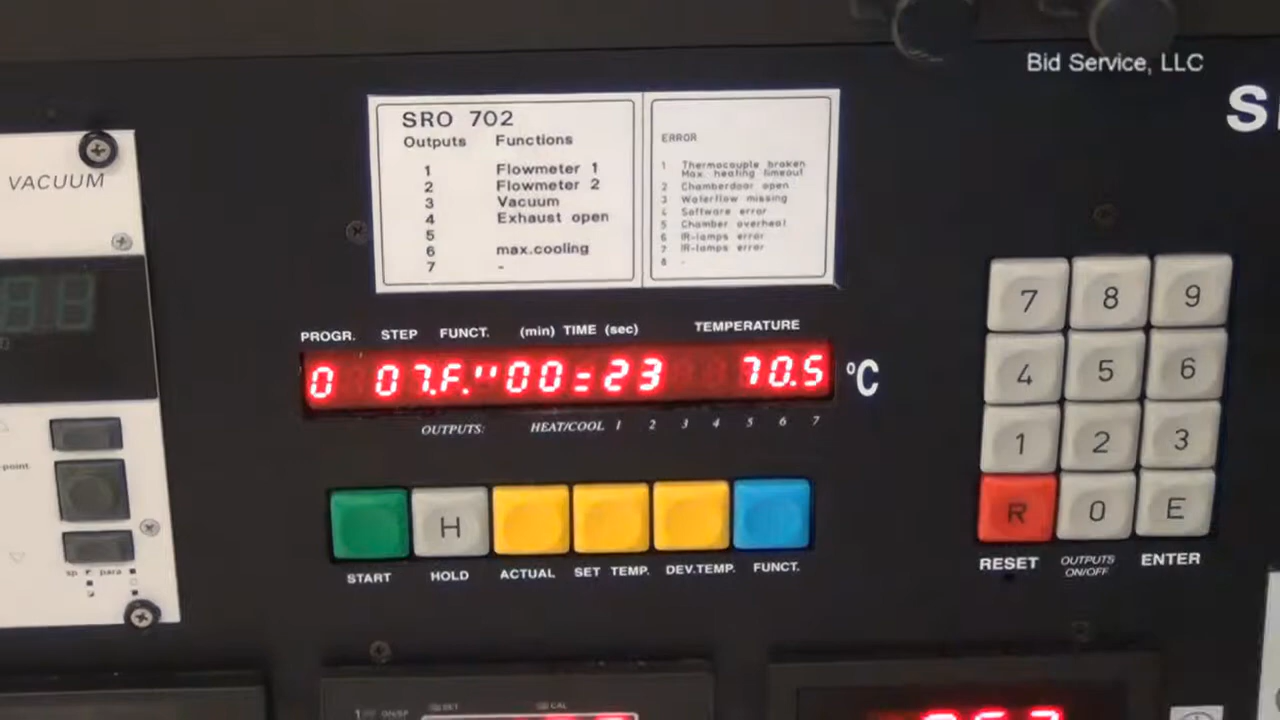 Bid Service, LLC
S
VACUUM
SRO 702
Outputs Functions
1 Flowmeter 1
2 Flowmeter 2
3 Vacuum
4 Exhaust open
5
6 max.cooling
7 -
ERROR
1 Thermocouple broken
Max. heating timeout
2 Chamberdoor open
3 Waterflow missing
4 Software error
5 Chamber overheat
6 IR-lamps error
7 IR-lamps error
8 -
PROGR. STEP FUNCT. (min) TIME (sec) TEMPERATURE
0 07.F."00=23 70.5 °C
OUTPUTS: HEAT/COOL 1 2 3 4 5 6 7
H
START HOLD ACTUAL SET TEMP. DEV.TEMP. FUNCT.
7 8 9
4 5 6
1 2 3
R 0 E
RESET OUTPUTS ON/OFF ENTER
point
sp para
CAL